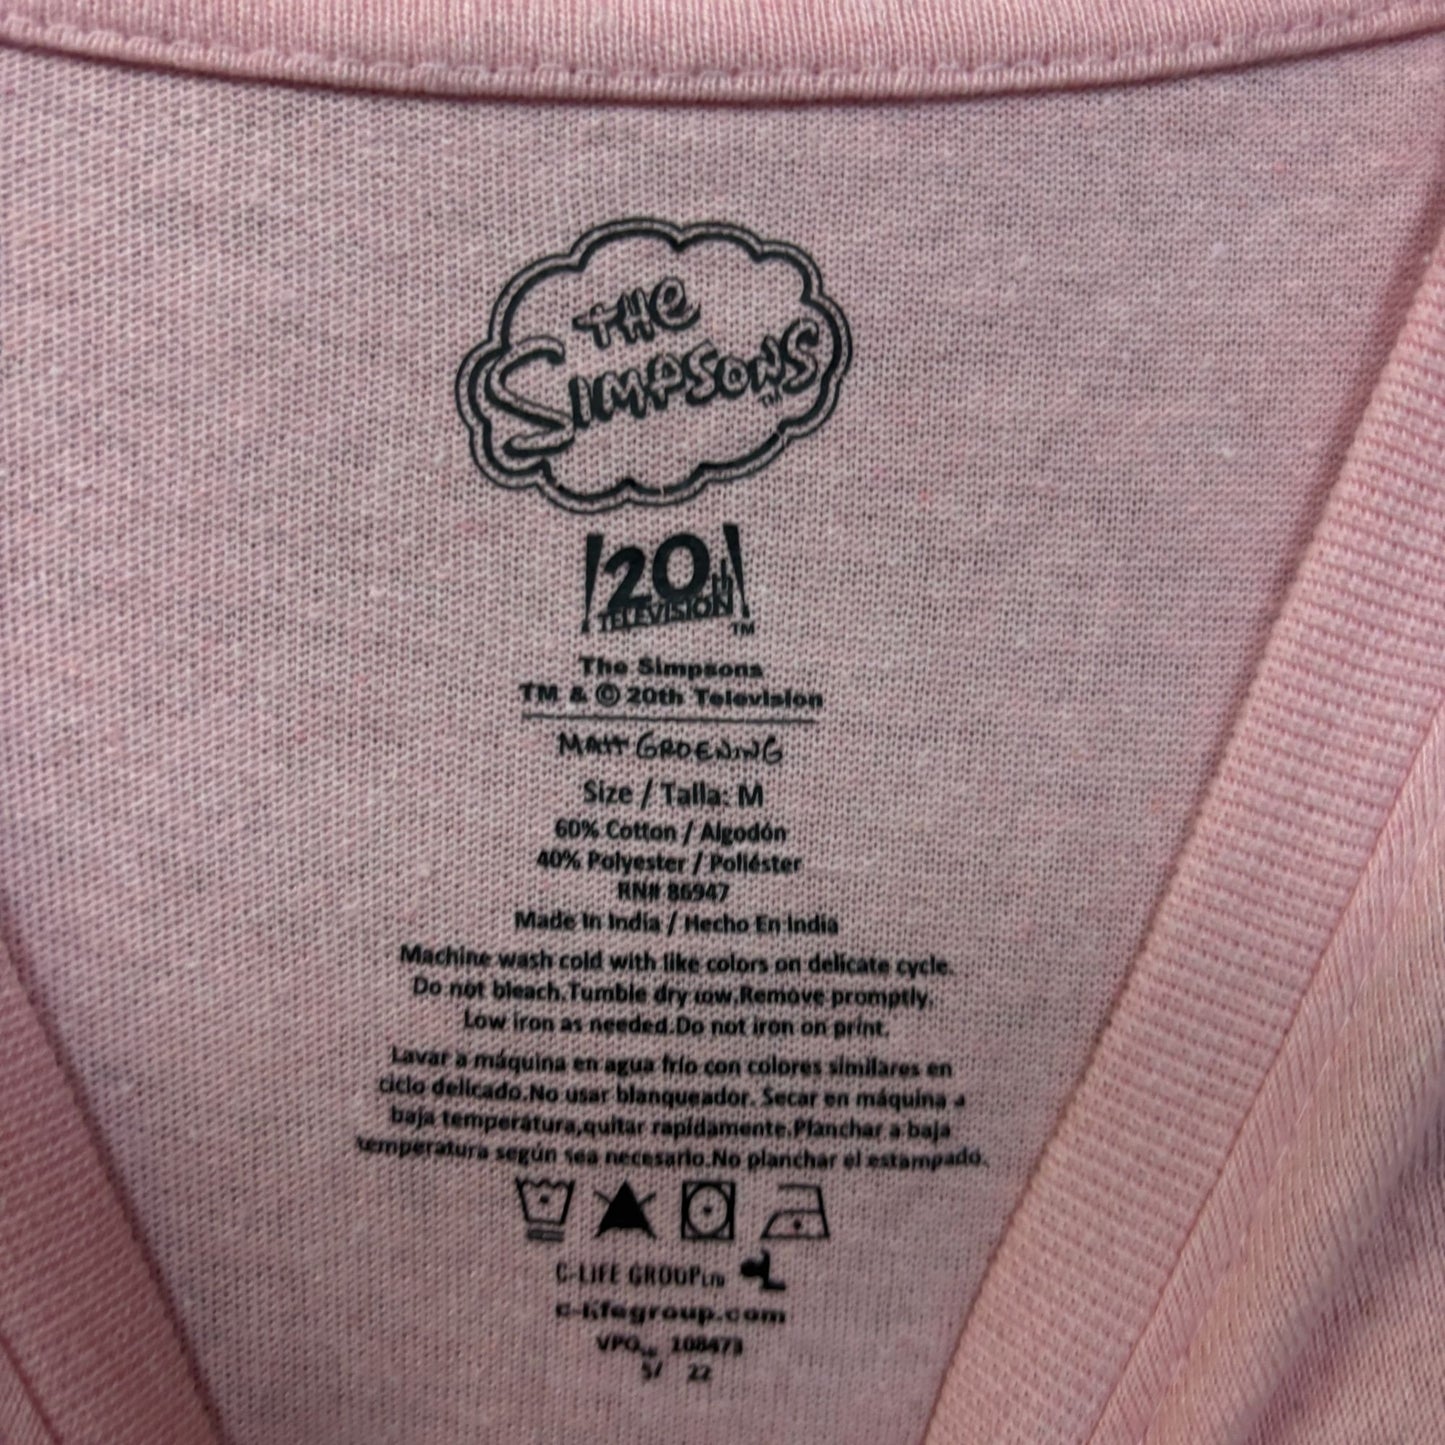 THE
SIMPSONS
TM
20th
TELEVISION
TM
The Simpsons
TM & © 20th Television
MATT GROENING
Size / Talla: M
60% Cotton / Algodón
40% Polyester / Poliéster
RN# 86947
Made In India / Hecho En India
Machine wash cold with like colors on delicate cycle.
Do not bleach.Tumble dry low.Remove promptly.
Low iron as needed.Do not iron on print.
Lavar a máquina en agua frío con colores similares en
ciclo delicado.No usar blanqueador. Secar en máquina a
baja temperatura,quitar rapidamente.Planchar a baja
temperatura según sea necesario.No planchar el estampado.
C-LIFE GROUP LTD
c-lifegroup.com
108473
5/ 22